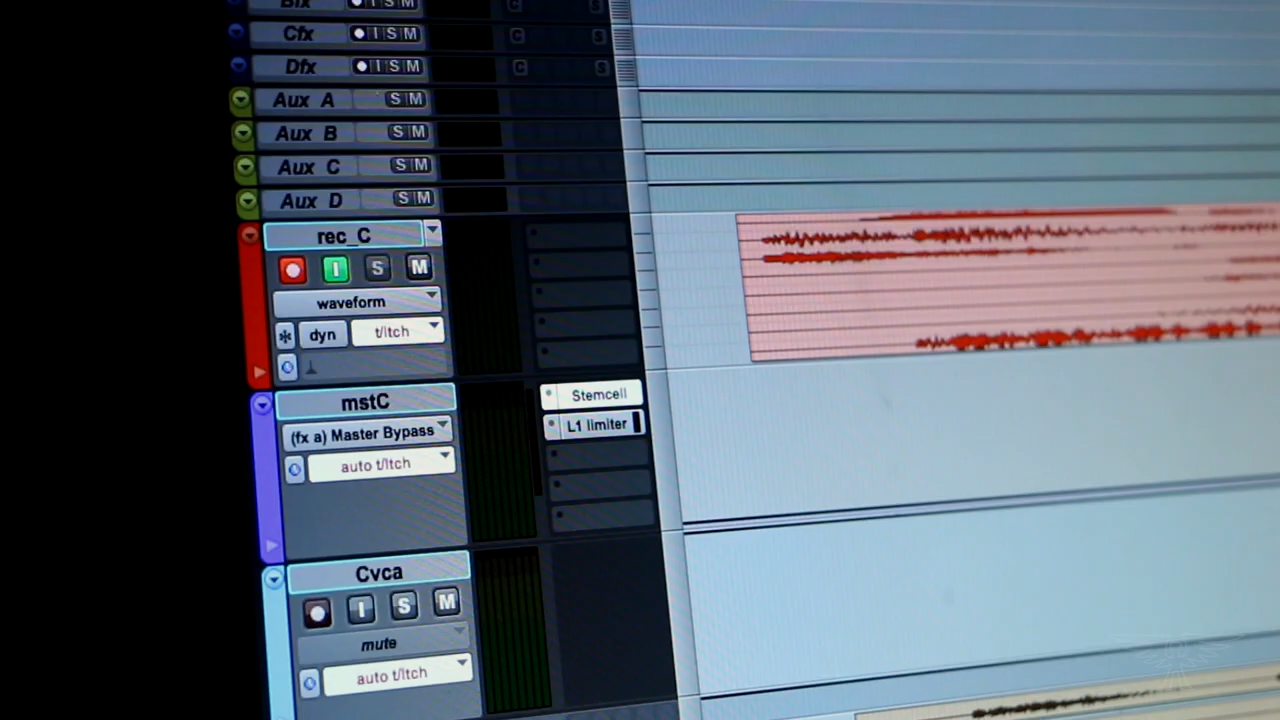 Bfx I S M C S
Cfx I S M C S
Dfx I S M C S
Aux A S M
Aux B S M
Aux C S M
Aux D S M
rec_C
I S M
waveform
dyn t/ltch
mstC
Stemcell
(fx a) Master Bypass
L1 limiter
auto t/ltch
Cvca
I S M
mute
auto t/ltch